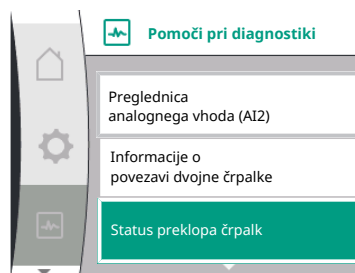 Pomoči pri diagnostiki
Preglednica
analognega vhoda (AI2)
Informacije o
povezavi dvojne črpalke
Status preklopa črpalk